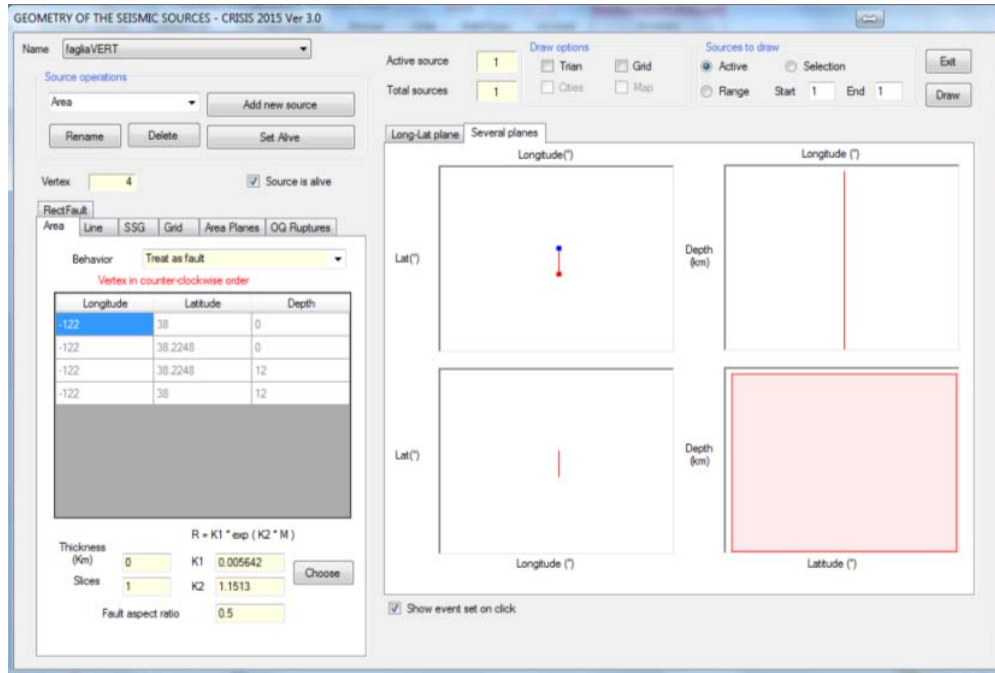 GEOMETRY OF THE SEISMIC SOURCES - CRISIS 2015 Ver 3.0
Name !agliaVERT
Source operations
Area Add new source
Rename Delete Set Alive
Vertex 4 Source is alive
RectFault
Area Line SSG Grid Area Planes OQ Ruptures
Behavior Treat as fault
Vertex in counter-clockwise order
Longitude Latitude Depth
-122 38 0
-122 38.2248 0
-122 38.2248 12
-122 38 12
R = K1 * exp ( K2 * M )
Thickness
(Km) 0 K1 0.005642
Choose
Slices 1 K2 1.1513
Fault aspect ratio 0.5
Active source 1
Total sources 1
Draw options
Trian Grid
Cities Map
Sources to draw
Active Selection
Range Start 1 End 1
Exit
Draw
Long-Lat plane Several planes
Longitude(°) Longitude (°)
Lat(°) Depth
(km)
Lat(°) Depth
(km)
Longitude (°) Latitude (°)
Show event set on click